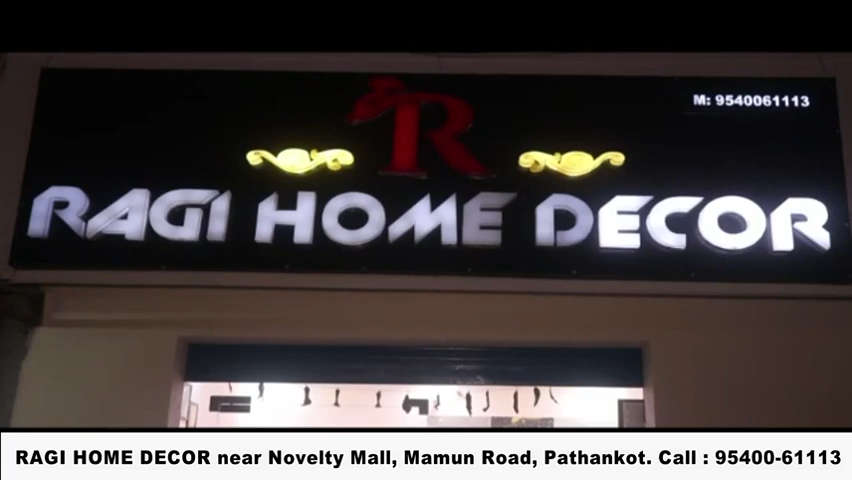 M: 9540061113
R
RAGI HOME DECOR
RAGI HOME DECOR near Novelty Mall, Mamun Road, Pathankot. Call : 95400-61113